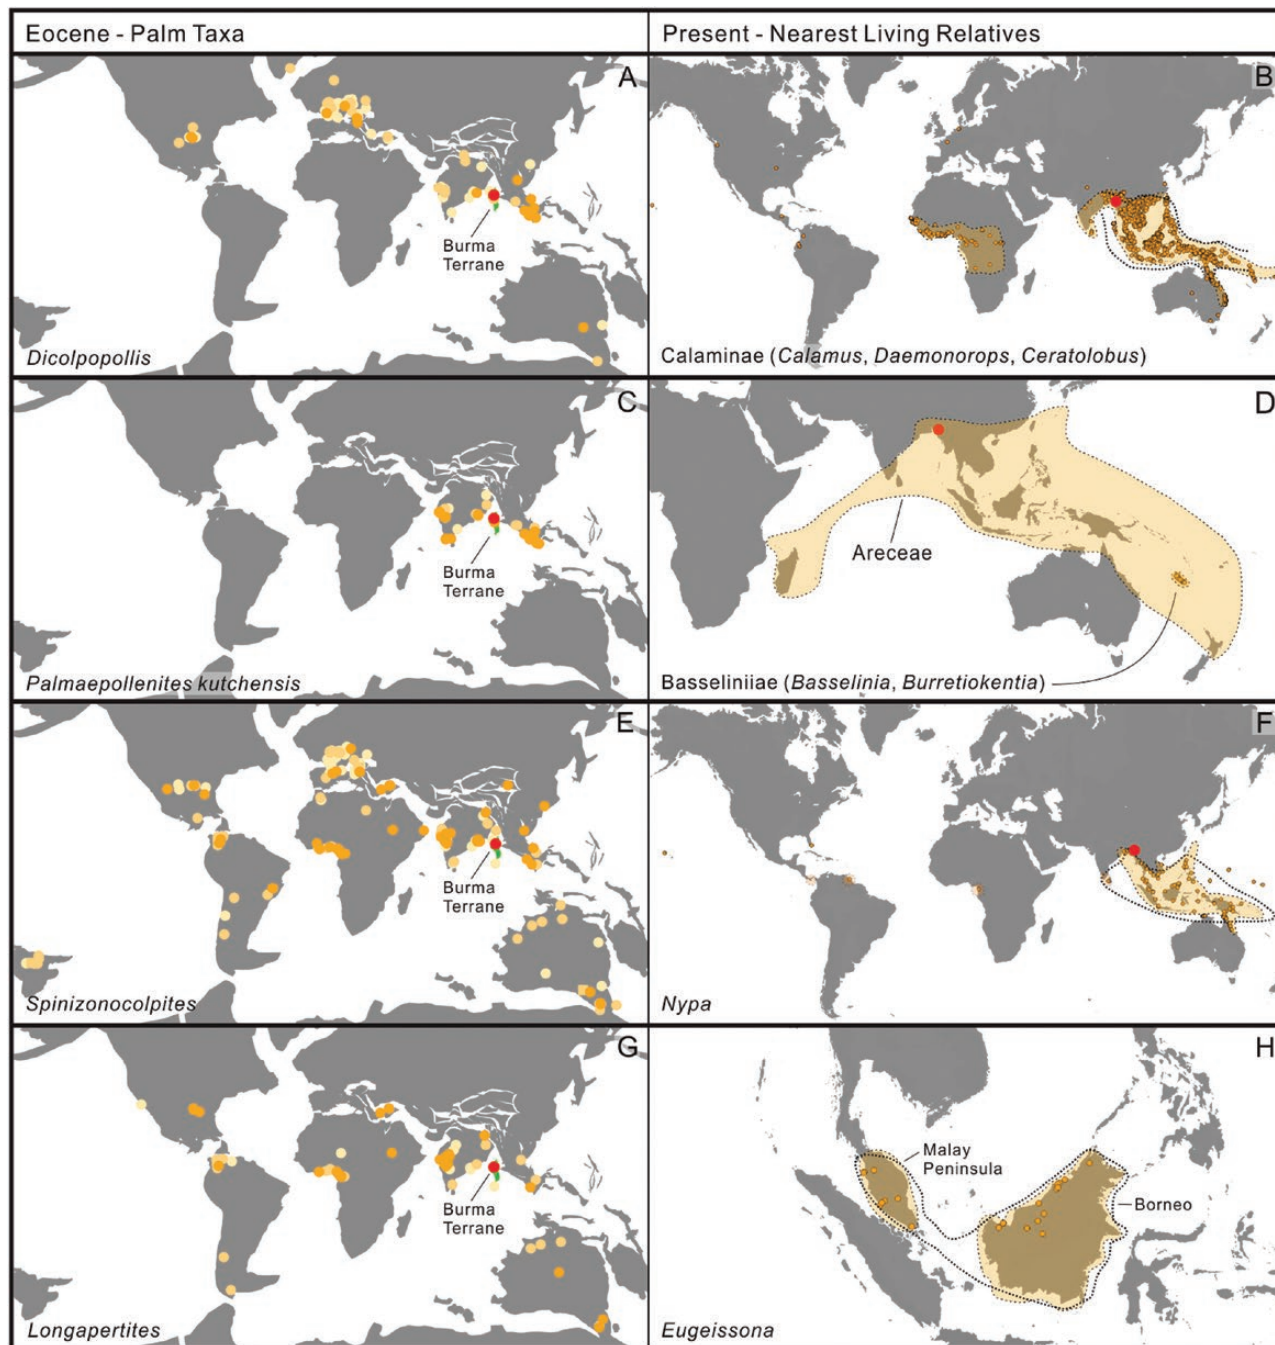 Eocene - Palm Taxa
Present - Nearest Living Relatives
A
Burma
Terrane
Dicolpopollis
B
Calaminae (Calamus, Daemonorops, Ceratolobus)
C
Burma
Terrane
Palmaepollenites kutchensis
D
Areceae
Basseliniiae (Basselinia, Burretiokentia)
E
Burma
Terrane
Spinizonocolpites
F
Nypa
G
Burma
Terrane
Longapertites
H
Malay
Peninsula
Borneo
Eugeissona